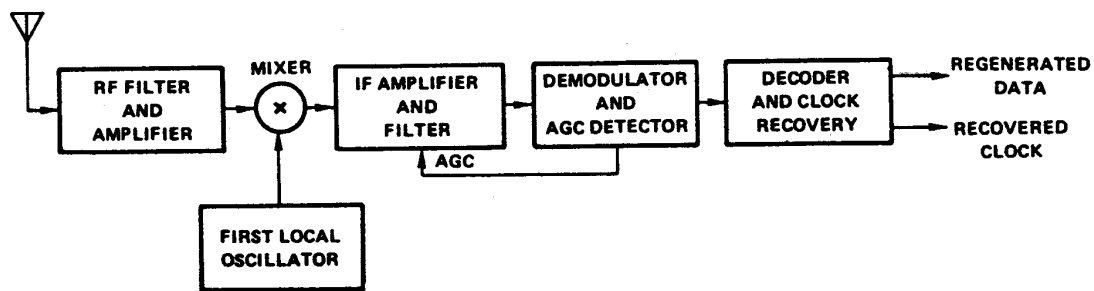 RF FILTER
AND
AMPLIFIER
MIXER
×
IF AMPLIFIER
AND
FILTER
AGC
FIRST LOCAL
OSCILLATOR
DEMODULATOR
AND
AGC DETECTOR
DECODER
AND CLOCK
RECOVERY
REGENERATED
DATA
RECOVERED
CLOCK